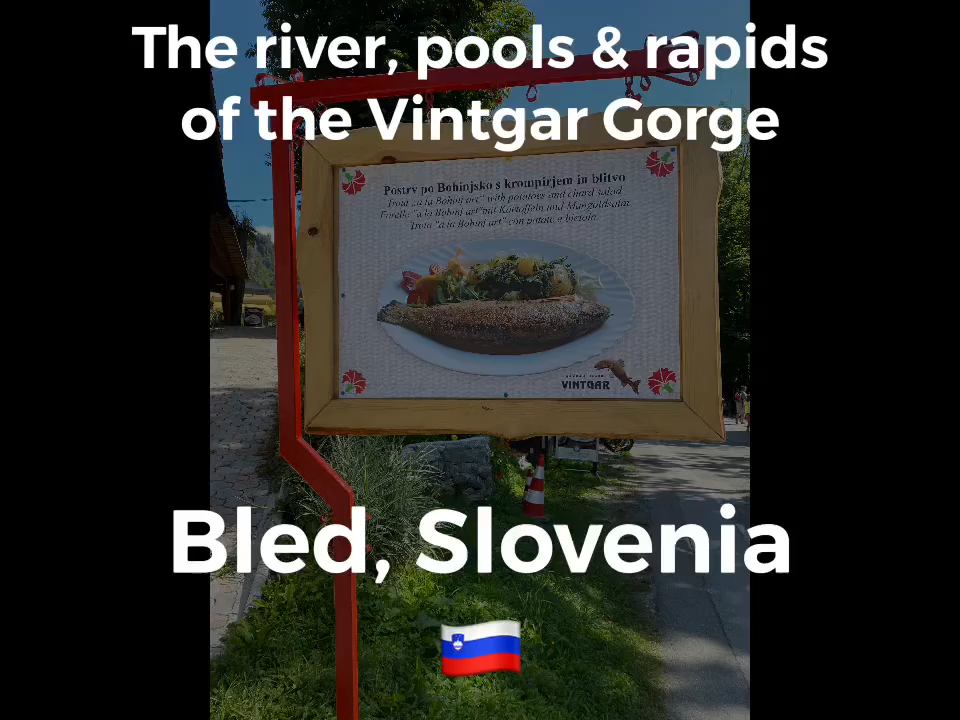 The river, pools & rapids
of the Vintgar Gorge
Postrv po Bohinjsko s krompirjem in blitvo
Trout "a la Bohinj art" with potatoes and chard salad
Forelle "a la Bohinj art" mit Kartoffeln und Mangoldsalat
Trota "a la Bohinj art" con patate e bietola
VINTGAR
Bled, Slovenia